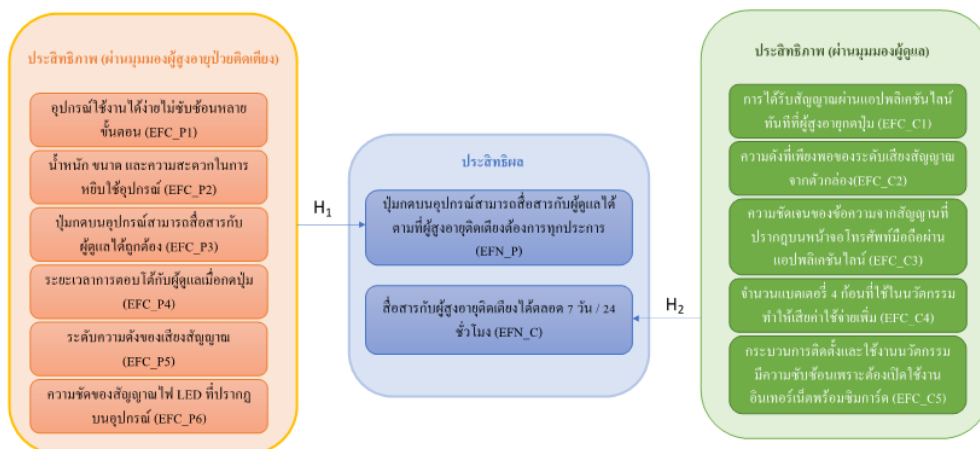 ประสิทธิภาพ (ผ่านมุมมองผู้สูงอายุป่วยติดเตียง)
อุปกรณ์ใช้งานได้ง่ายไม่ซับซ้อนหลาย
ขั้นตอน (EFC_P1)
น้ำหนัก ขนาด และความสะดวกในการ
หยิบใช้อุปกรณ์ (EFC_P2)
ปุ่มกดบนอุปกรณ์สามารถสื่อสารกับ
ผู้ดูแลได้ถูกต้อง (EFC_P3)
ระยะเวลาการตอบโต้กับผู้ดูแลเมื่อกดปุ่ม
(EFC_P4)
ระดับความดังของเสียงสัญญาณ
(EFC_P5)
ความชัดของสัญญาณไฟ LED ที่ปรากฏ
บนอุปกรณ์ (EFC_P6)
H1
ประสิทธิผล
ปุ่มกดบนอุปกรณ์สามารถสื่อสารกับผู้ดูแลได้
ตามที่ผู้สูงอายุติดเตียงต้องการทุกประการ
(EFN_P)
สื่อสารกับผู้สูงอายุติดเตียงได้ตลอด 7 วัน / 24
ชั่วโมง (EFN_C)
H2
ประสิทธิภาพ (ผ่านมุมมองผู้ดูแล)
การได้รับสัญญาณผ่านแอปพลิเคชันไลน์
ทันทีที่ผู้สูงอายุกดปุ่ม (EFC_C1)
ความดังที่เพียงพอของระดับเสียงสัญญาณ
จากตัวกล่อง(EFC_C2)
ความชัดเจนของข้อความจากสัญญานที่
ปรากฏบนหน้าจอโทรศัพท์มือถือผ่าน
แอปพลิเคชันไลน์ (EFC_C3)
จำนวนแบตเตอรี่ 4 ก้อนที่ใช้ในนวัตกรรม
ทำให้เสียค่าใช้จ่ายเพิ่ม (EFC_C4)
กระบวนการติดตั้งและใช้งานนวัตกรรม
มีความซับซ้อนเพราะต้องเปิดใช้งาน
อินเทอร์เน็ตพร้อมซิมการ์ด (EFC_C5)